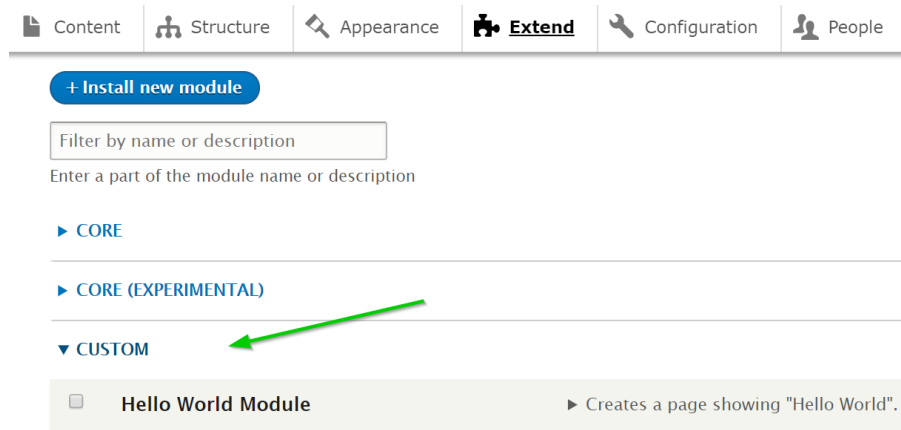 Content Structure Appearance Extend Configuration People
+ Install new module
Filter by name or description
Enter a part of the module name or description
CORE
CORE (EXPERIMENTAL)
CUSTOM
Hello World Module Creates a page showing "Hello World".